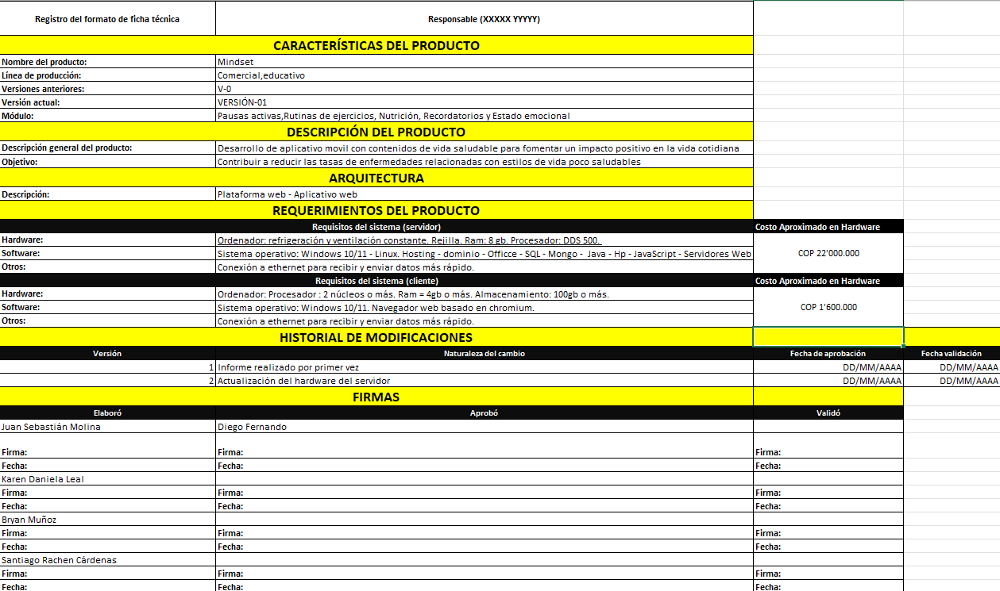 Registro del formato de ficha técnica Responsable (XXXXX YYYYY)
CARACTERÍSTICAS DEL PRODUCTO
Nombre del producto: Mindset
Línea de producción: Comercial,educativo
Versiones anteriores: V-0
Versión actual: VERSIÓN-01
Módulo: Pausas activas,Rutinas de ejercicios, Nutrición, Recordatorios y Estado emocional
DESCRIPCIÓN DEL PRODUCTO
Descripción general del producto: Desarrollo de aplicativo movil con contenidos de vida saludable para fomentar un impacto positivo en la vida cotidiana
Objetivo: Contribuir a reducir las tasas de enfermedades relacionadas con estilos de vida poco saludables
ARQUITECTURA
Descripción: Plataforma web - Aplicativo web
REQUERIMIENTOS DEL PRODUCTO
Requisitos del sistema (servidor) Costo Aproximado en Hardware
Hardware: Ordenador: refrigeración y ventilación constante. Rejilla. Ram: 8 gb. Procesador: DDS 500.
Software: Sistema operativo: Windows 10/11 - Linux. Hosting - dominio - Officce - SQL - Mongo - Java - Hp - JavaScript - Servidores Web COP 22'000.000
Otros: Conexión a ethernet para recibir y enviar datos más rápido.
Requisitos del sistema (cliente) Costo Aproximado en Hardware
Hardware: Ordenador: Procesador : 2 núcleos o más. Ram = 4gb o más. Almacenamiento: 100gb o más.
Software: Sistema operativo: Windows 10/11. Navegador web basado en chromium. COP 1'600.000
Otros: Conexión a ethernet para recibir y enviar datos más rápido.
HISTORIAL DE MODIFICACIONES
Versión Naturaleza del cambio Fecha de aprobación Fecha validación
1 Informe realizado por primer vez DD/MM/AAAA DD/MM/AAAA
2 Actualización del hardware del servidor DD/MM/AAAA DD/MM/AAAA
FIRMAS
Elaboró Aprobó Validó
Juan Sebastián Molina Diego Fernando
Firma: Firma: Firma:
Fecha: Fecha: Fecha:
Karen Daniela Leal
Firma: Firma: Firma:
Fecha: Fecha: Fecha:
Bryan Muñoz
Firma: Firma: Firma:
Fecha: Fecha: Fecha:
Santiago Rachen Cárdenas
Firma: Firma: Firma:
Fecha: Fecha: Fecha: